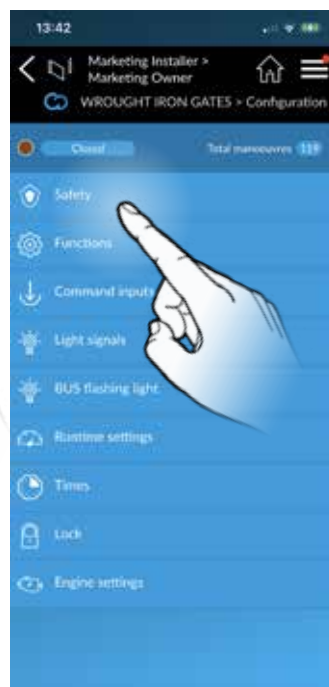 13:42
Marketing Installer >
Marketing Owner
WROUGHT IRON GATES > Configuration
Closed
Total manoeuvres 119
Safety
Functions
Command inputs
Light signals
BUS flashing light
Runtime settings
Times
Lock
Engine settings